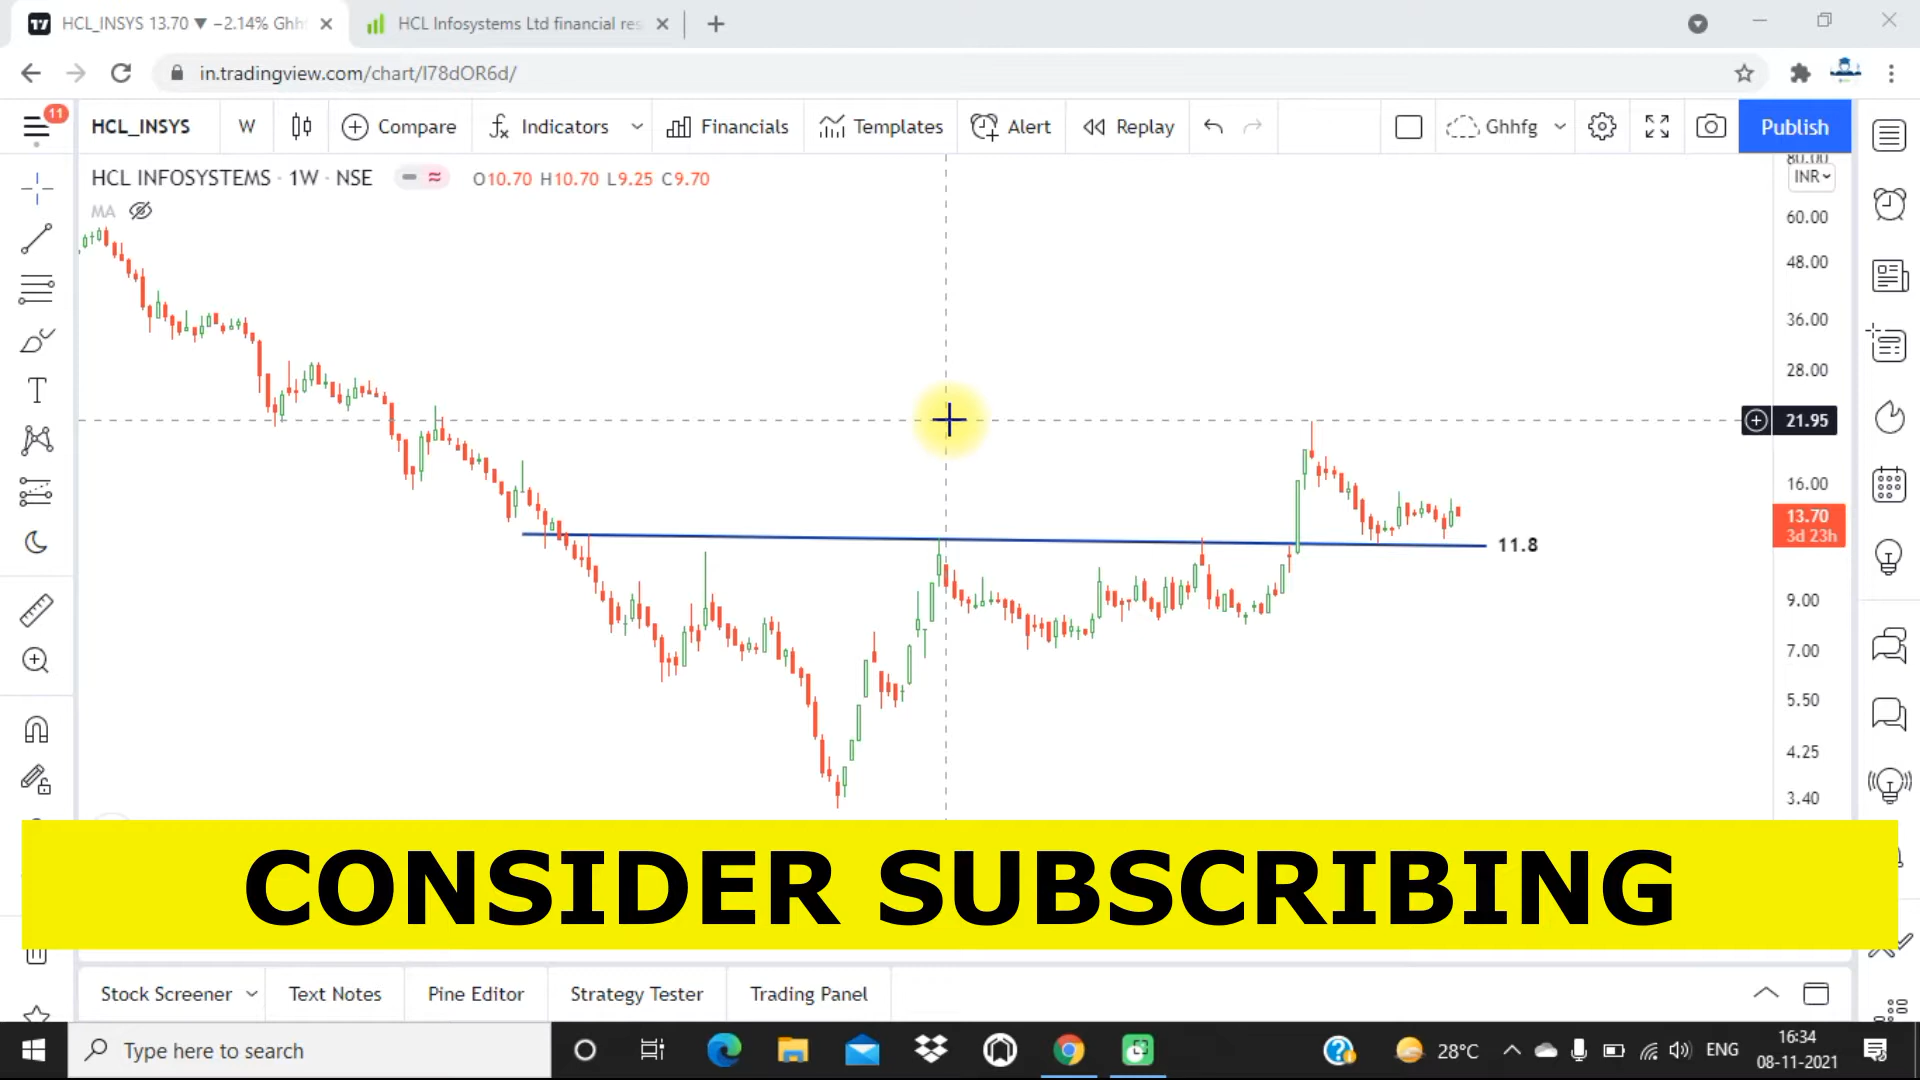 HCL_INSYS 13.70 ▼ −2.14% Ghh
HCL Infosystems Ltd financial res
in.tradingview.com/chart/I78dOR6d/
11
HCL_INSYS
W
Compare
Indicators
Financials
Templates
Alert
Replay
Ghhfg
Publish
HCL INFOSYSTEMS · 1W · NSE
O10.70 H10.70 L9.25 C9.70
MA
80.00
INR
60.00
48.00
36.00
28.00
21.95
16.00
13.70
3d 23h
11.8
9.00
7.00
5.50
4.25
3.40
CONSIDER SUBSCRIBING
Stock Screener
Text Notes
Pine Editor
Strategy Tester
Trading Panel
Type here to search
28°C
ENG
16:34
08-11-2021